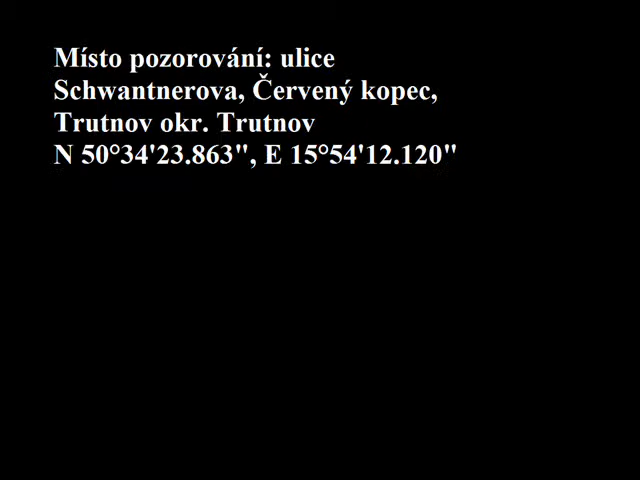 Místo pozorování: ulice
Schwantnerova, Červený kopec,
Trutnov okr. Trutnov
N 50°34'23.863", E 15°54'12.120"